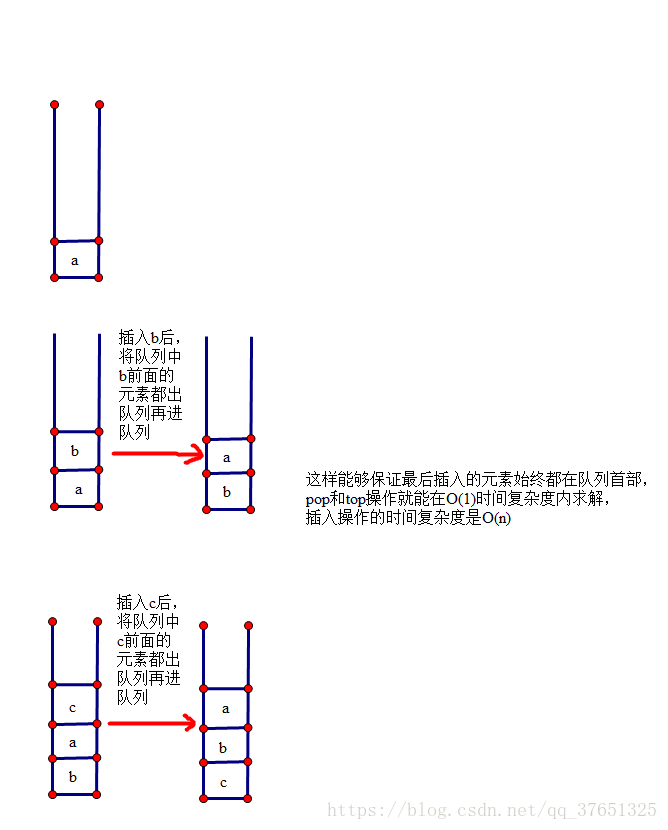 a
插入b后，
将队列中
b前面的
元素都出
队列再进
队列
b
a
a
b
这样能够保证最后插入的元素始终都在队列首部，
pop和top操作就能在O(1)时间复杂度内求解，
插入操作的时间复杂度是O(n)
插入c后，
将队列中
c前面的
元素都出
队列再进
队列
c
a
b
a
b
c
https://blog.csdn.net/qq_37651325